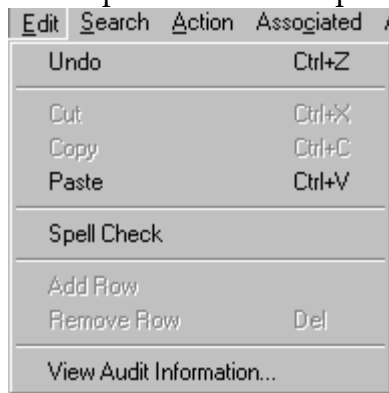 Edit Search Action Associated
Undo Ctrl+Z
Cut Ctrl+X
Copy Ctrl+C
Paste Ctrl+V
Spell Check
Add Row
Remove Row Del
View Audit Information...